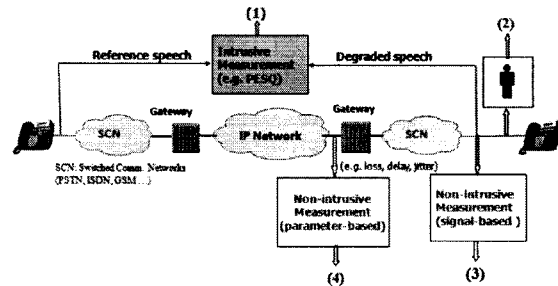 (1)
(2)
Reference speech
Intrusive
Measurement
(e.g. PESQ)
Degraded speech
Gateway
Gateway
SCN
IP Network
SCN
SCN: Switched Comm. Networks
(PSTN, ISDN, GSM...)
(e.g. loss, delay, jitter)
Non-intrusive
Measurement
(parameter-based)
Non-intrusive
Measurement
(signal-based )
(4)
(3)